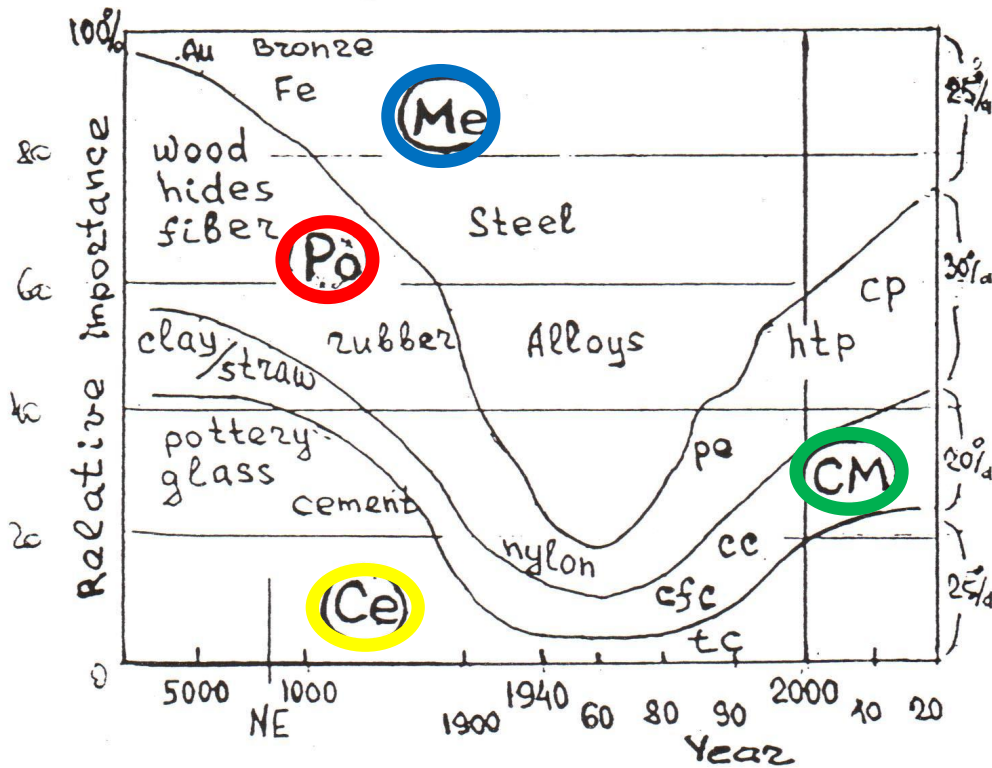 100%
Au Bronze
Fe
Me
25%
80
wood
hides
fiber
Steel
Po
30%
60
cp
clay
/straw
rubber
Alloys
htp
40
pottery
glass
pe
CM
20%
cement
20
nylon
cc
cfc
Ce
25%
tc
0
5000
1000
1940
2000
NE
1900
60
80
90
10
20
Year
Relative Importance